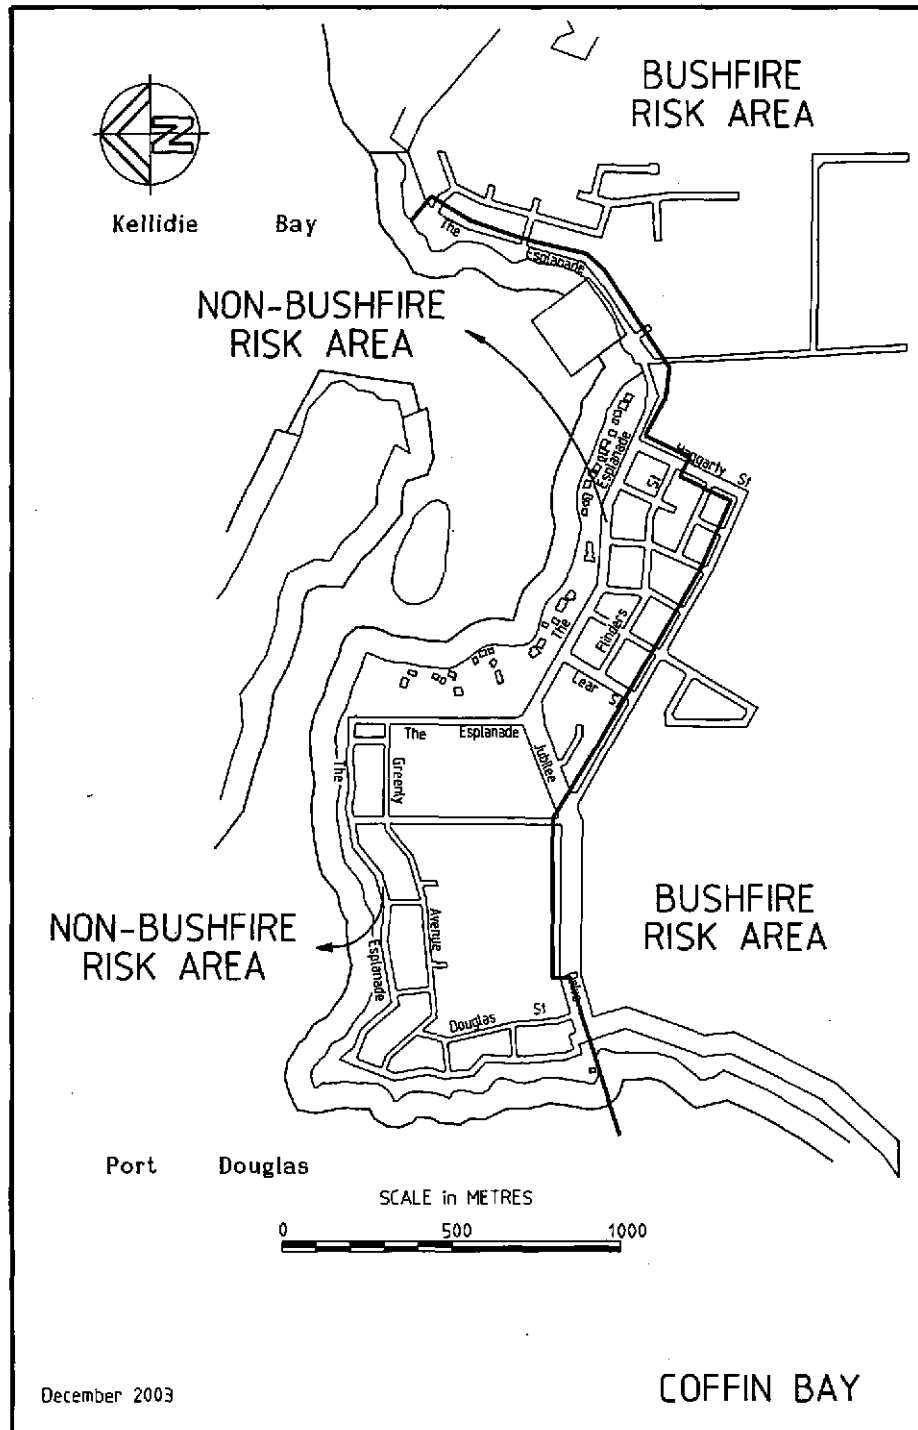 BUSHFIRE
RISK AREA
N
Kellidie Bay
The
Esplanade
NON-BUSHFIRE
RISK AREA
Esplanade
Hangarty St
St
The
Flinders
Lear St
The Esplanade
Jubilee
The
Greenly
BUSHFIRE
RISK AREA
NON-BUSHFIRE
RISK AREA
Avenue
Esplanade
Drive
Douglas St
Port Douglas
SCALE in METRES
0 500 1000
December 2003
COFFIN BAY